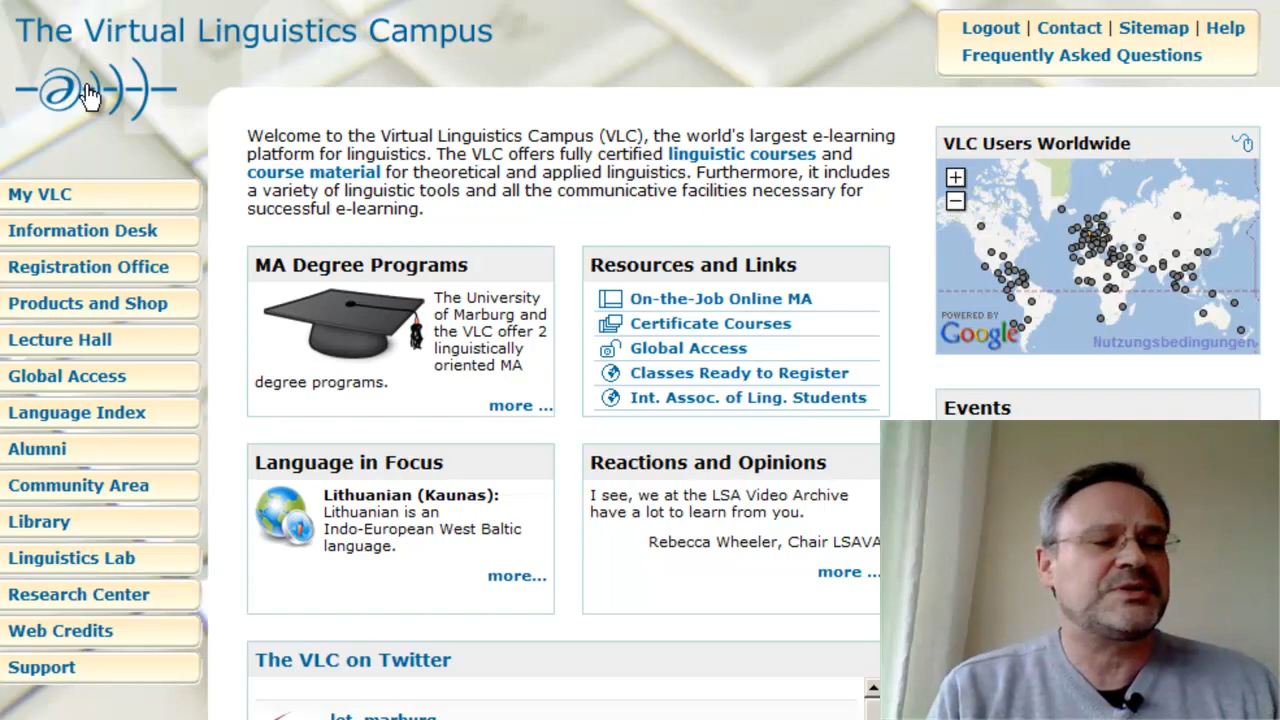 The Virtual Linguistics Campus
Logout | Contact | Sitemap | Help
Frequently Asked Questions
My VLC
Information Desk
Registration Office
Products and Shop
Lecture Hall
Global Access
Language Index
Alumni
Community Area
Library
Linguistics Lab
Research Center
Web Credits
Support
Welcome to the Virtual Linguistics Campus (VLC), the world's largest e-learning
platform for linguistics. The VLC offers fully certified linguistic courses and
course material for theoretical and applied linguistics. Furthermore, it includes
a variety of linguistic tools and all the communicative facilities necessary for
successful e-learning.
MA Degree Programs
The University
of Marburg and
the VLC offer 2
linguistically
oriented MA
degree programs.
more ...
Resources and Links
On-the-Job Online MA
Certificate Courses
Global Access
Classes Ready to Register
Int. Assoc. of Ling. Students
Language in Focus
Lithuanian (Kaunas):
Lithuanian is an
Indo-European West Baltic
language.
more...
Reactions and Opinions
I see, we at the LSA Video Archive
have a lot to learn from you.
Rebecca Wheeler, Chair LSAVA
more ...
The VLC on Twitter
let_marburg
VLC Users Worldwide
+
−
POWERED BY
Google
Nutzungsbedingungen
Events